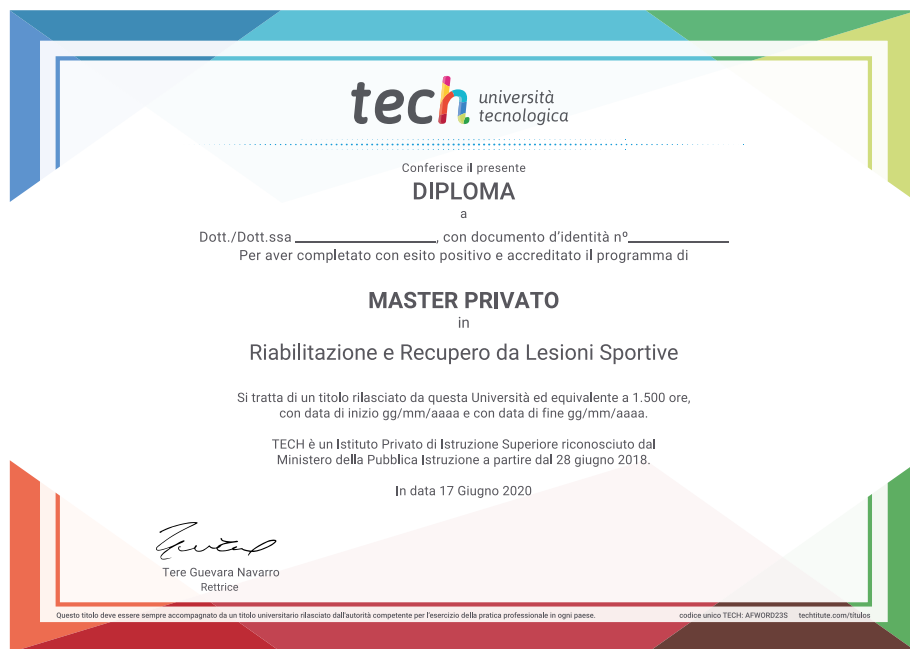 tech università
tecnologica
Conferisce il presente
DIPLOMA
a
Dott./Dott.ssa ________________, con documento d'identità nº____________
Per aver completato con esito positivo e accreditato il programma di
MASTER PRIVATO
in
Riabilitazione e Recupero da Lesioni Sportive
Si tratta di un titolo rilasciato da questa Università ed equivalente a 1.500 ore,
con data di inizio gg/mm/aaaa e con data di fine gg/mm/aaaa.
TECH è un Istituto Privato di Istruzione Superiore riconosciuto dal
Ministero della Pubblica Istruzione a partire dal 28 giugno 2018.
In data 17 Giugno 2020
Tere Guevara Navarro
Rettrice
Questo titolo deve essere sempre accompagnato da un titolo universitario rilasciato dall'autorità competente per l'esercizio della pratica professionale in ogni paese. codice unico TECH: AFWORD23S techtitute.com/titulos